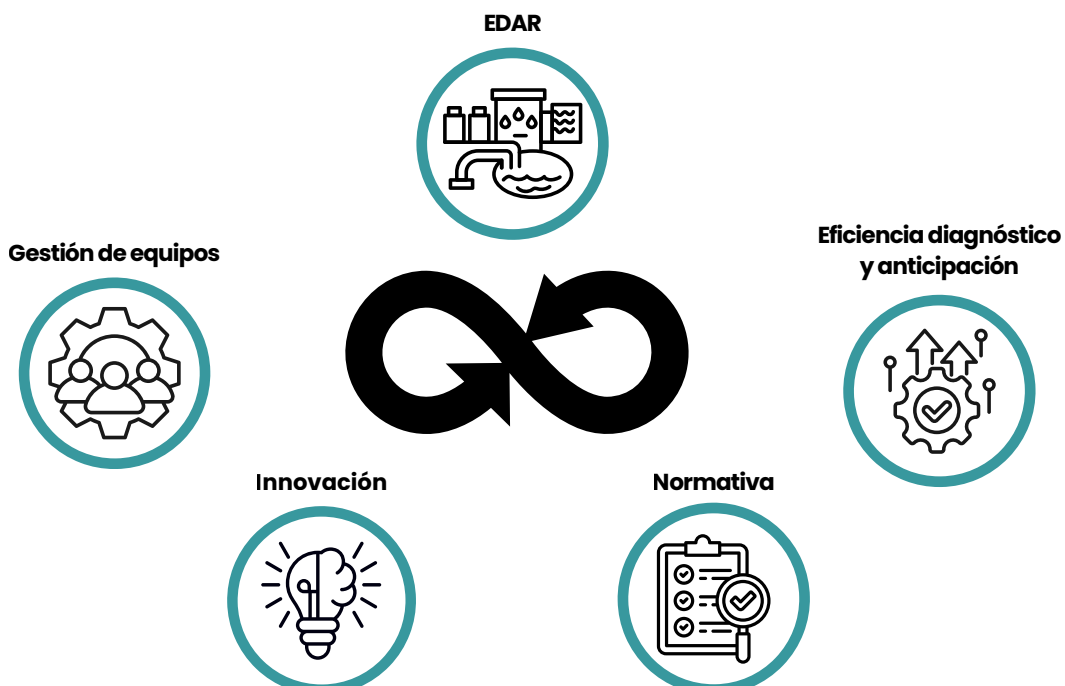 EDAR
Gestión de equipos
Eficiencia diagnóstico
y anticipación
Innovación
Normativa